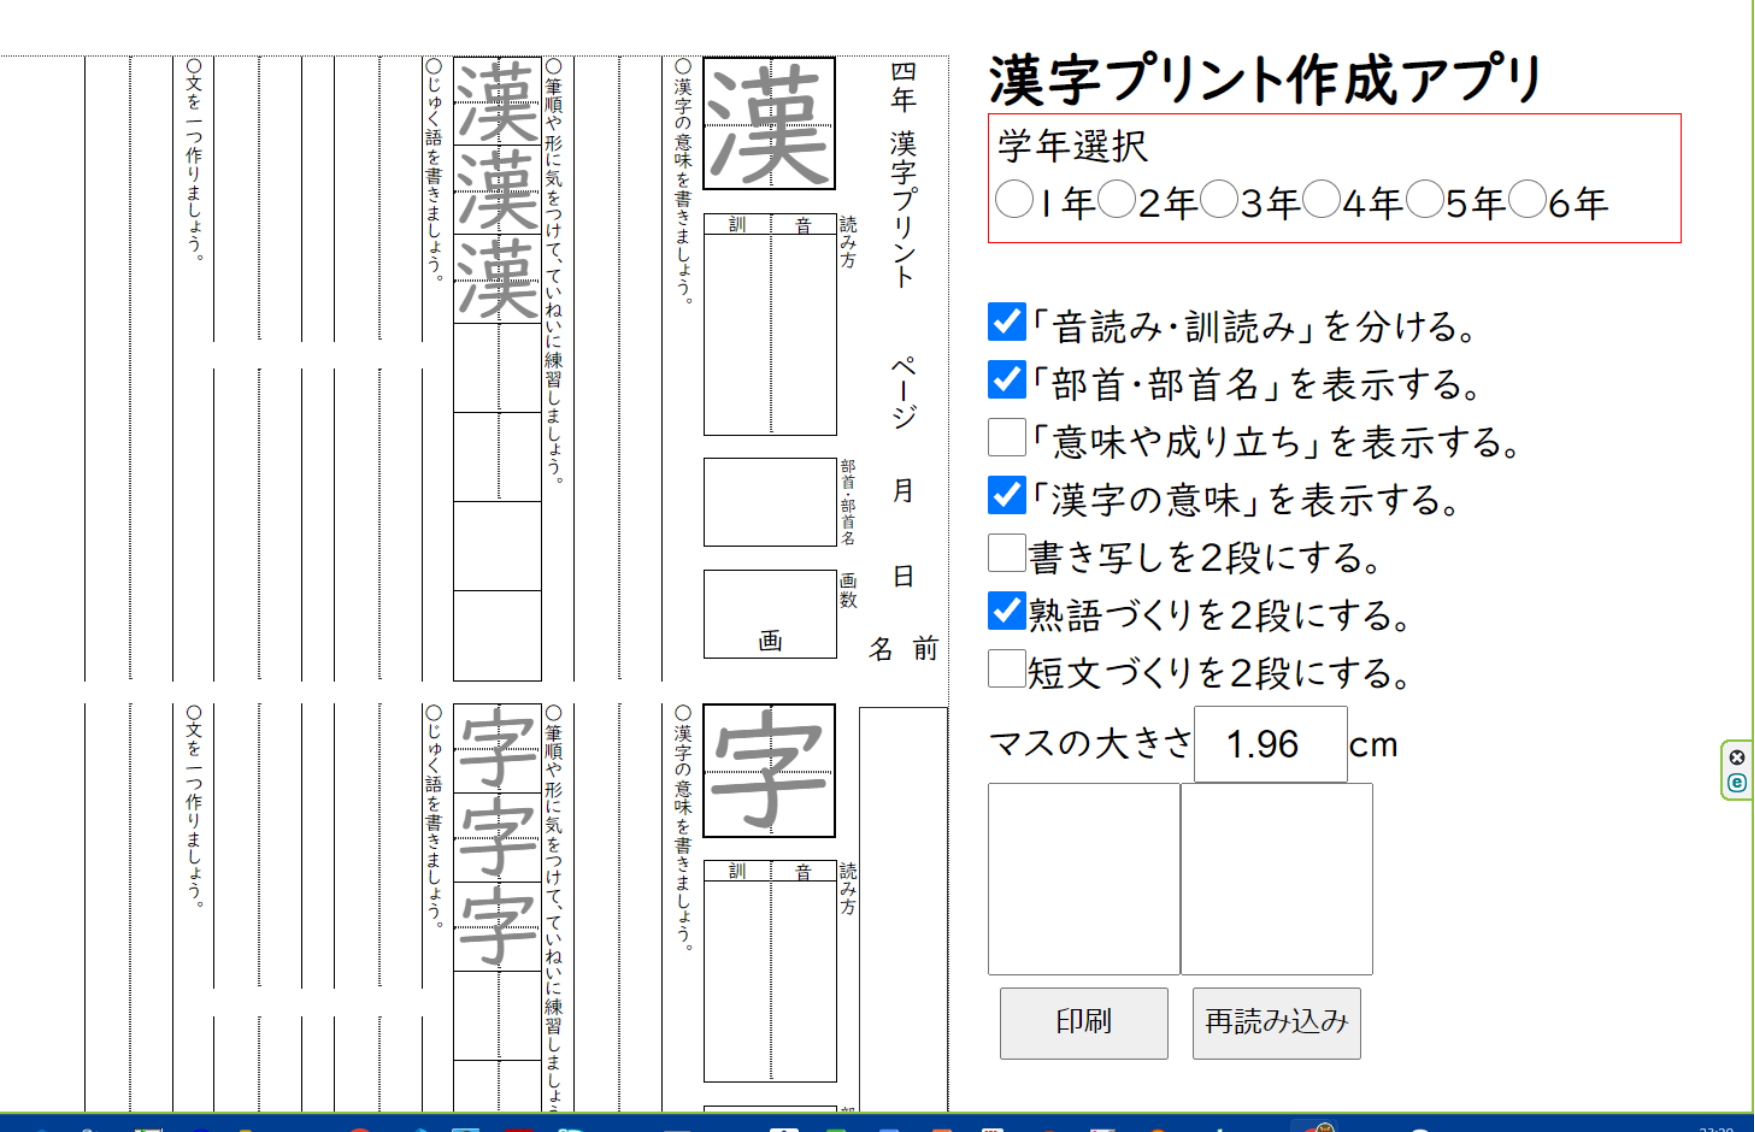 四年 漢字プリント ページ 月 日 名前
漢
読み方
音
訓
部首・部首名
画数
画
○漢字の意味を書きましょう。
○筆順や形に気をつけて、ていねいに練習しましょう。
漢
漢
漢
○じゅく語を書きましょう。
○文を一つ作りましょう。
字
読み方
音
訓
○漢字の意味を書きましょう。
○筆順や形に気をつけて、ていねいに練習しましょ
字
字
字
○じゅく語を書きましょう。
○文を一つ作りましょう。
漢字プリント作成アプリ
学年選択
1年 2年 3年 4年 5年 6年
「音読み・訓読み」を分ける。
「部首・部首名」を表示する。
「意味や成り立ち」を表示する。
「漢字の意味」を表示する。
書き写しを2段にする。
熟語づくりを2段にする。
短文づくりを2段にする。
マスの大きさ 1.96 cm
印刷 再読み込み